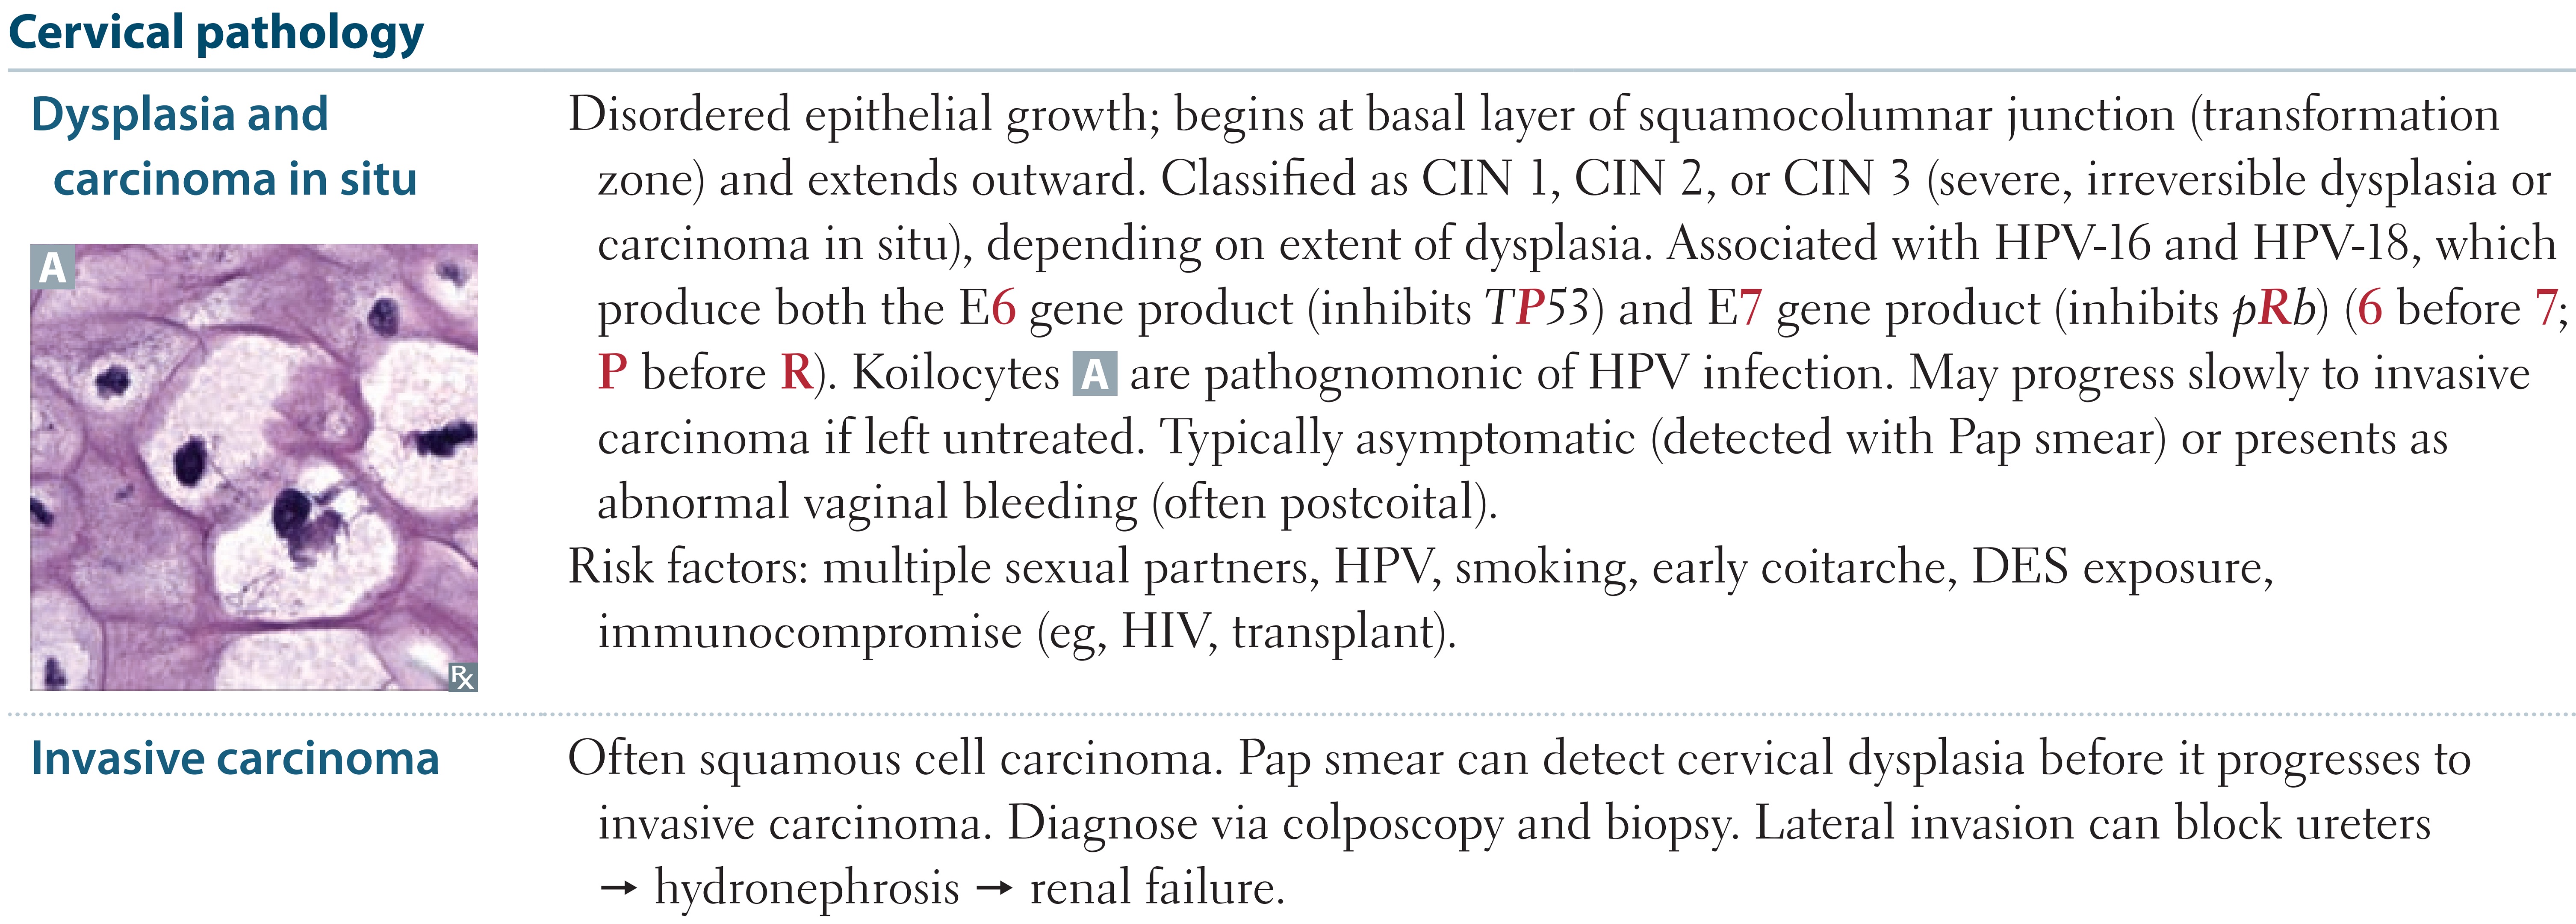 Cervical pathology
Dysplasia and
carcinoma in situ
A
Rx
Disordered epithelial growth; begins at basal layer of squamocolumnar junction (transformation
zone) and extends outward. Classified as CIN 1, CIN 2, or CIN 3 (severe, irreversible dysplasia or
carcinoma in situ), depending on extent of dysplasia. Associated with HPV-16 and HPV-18, which
produce both the E6 gene product (inhibits TP53) and E7 gene product (inhibits pRb) (6 before 7;
P before R). Koilocytes A are pathognomonic of HPV infection. May progress slowly to invasive
carcinoma if left untreated. Typically asymptomatic (detected with Pap smear) or presents as
abnormal vaginal bleeding (often postcoital).
Risk factors: multiple sexual partners, HPV, smoking, early coitarche, DES exposure,
immunocompromise (eg, HIV, transplant).
Invasive carcinoma
Often squamous cell carcinoma. Pap smear can detect cervical dysplasia before it progresses to
invasive carcinoma. Diagnose via colposcopy and biopsy. Lateral invasion can block ureters
→ hydronephrosis → renal failure.